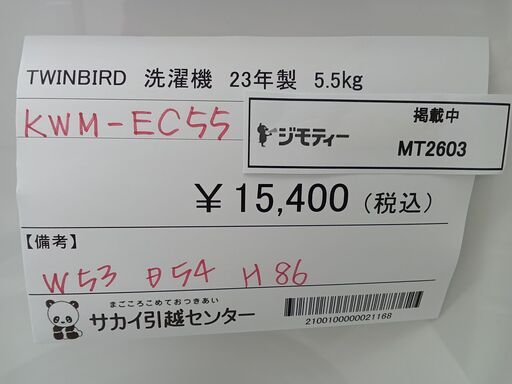 TWINBIRD 洗濯機 23年製 5.5kg
KWM-EC55
掲載中
ジモティー
MT2603
¥15,400(税込)
【備考】
W53 D54 H86
まごころこめておつきあい
サカイ引越センター
2100100000021168